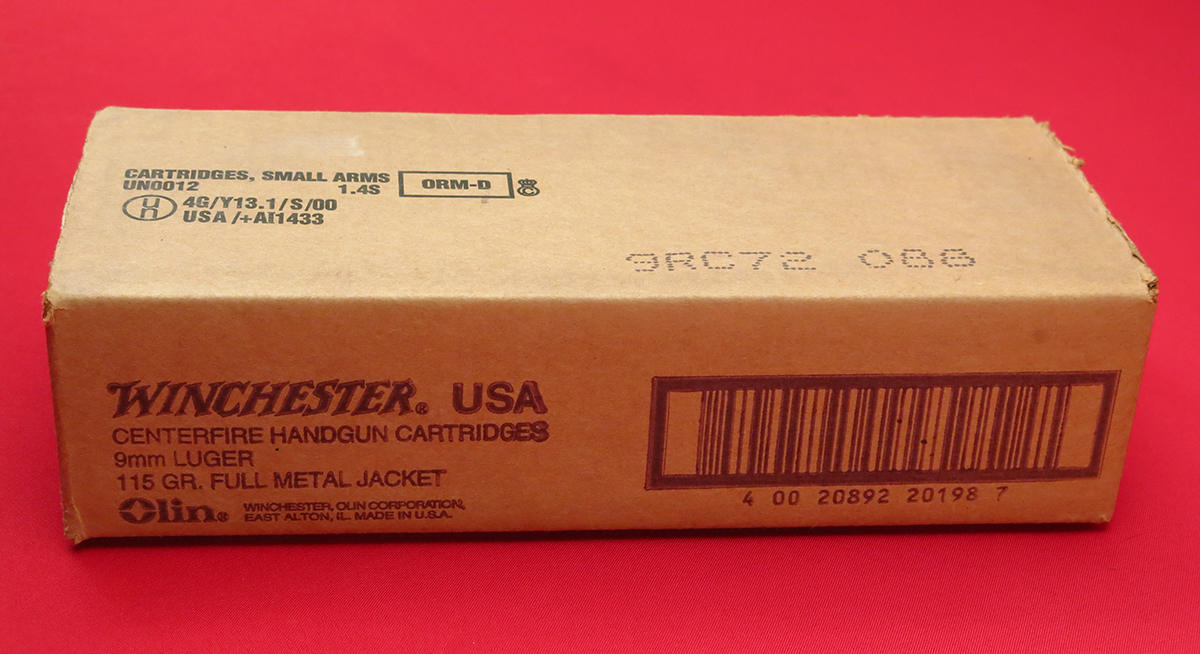 CARTRIDGES, SMALL ARMS
UN0012 1.4S
ORM-D
4G/Y13.1/S/00
USA/+AI1433
9RC72 088
WINCHESTER® USA
CENTERFIRE HANDGUN CARTRIDGES
9mm LUGER
115 GR. FULL METAL JACKET
Olin®
WINCHESTER, OLIN CORPORATION,
EAST ALTON, IL. MADE IN U.S.A.
4 00 20892 20198 7